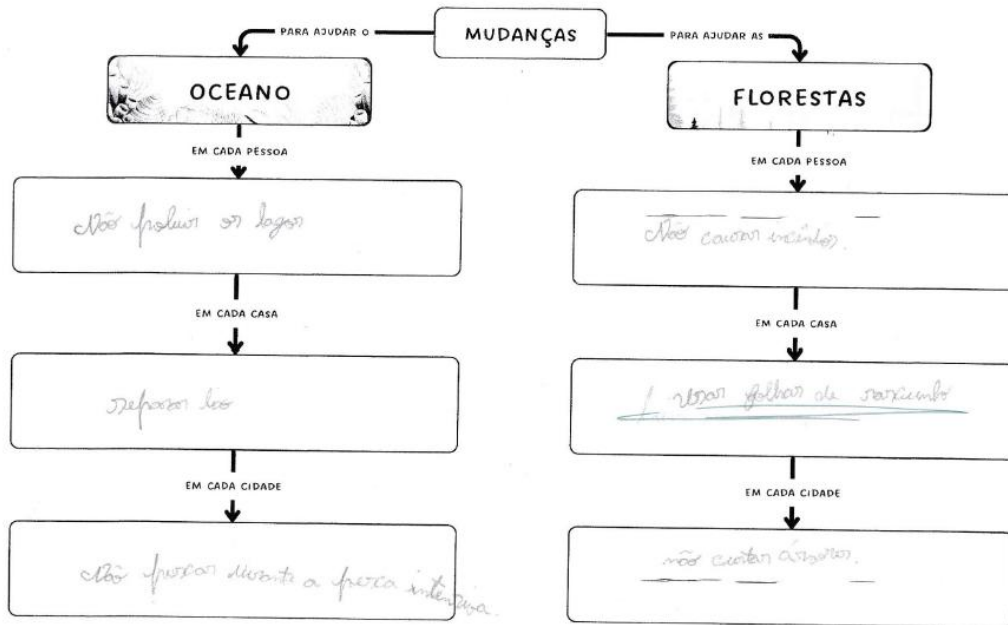 MUDANÇAS
PARA AJUDAR O
PARA AJUDAR AS
OCEANO
FLORESTAS
EM CADA PESSOA
EM CADA PESSOA
Não poluir os lagos
Não causar incêndios.
EM CADA CASA
EM CADA CASA
separar lixo
usar folhas de rascunho
EM CADA CIDADE
EM CADA CIDADE
Não pescar durante a pesca intensiva.
não cortar árvores.